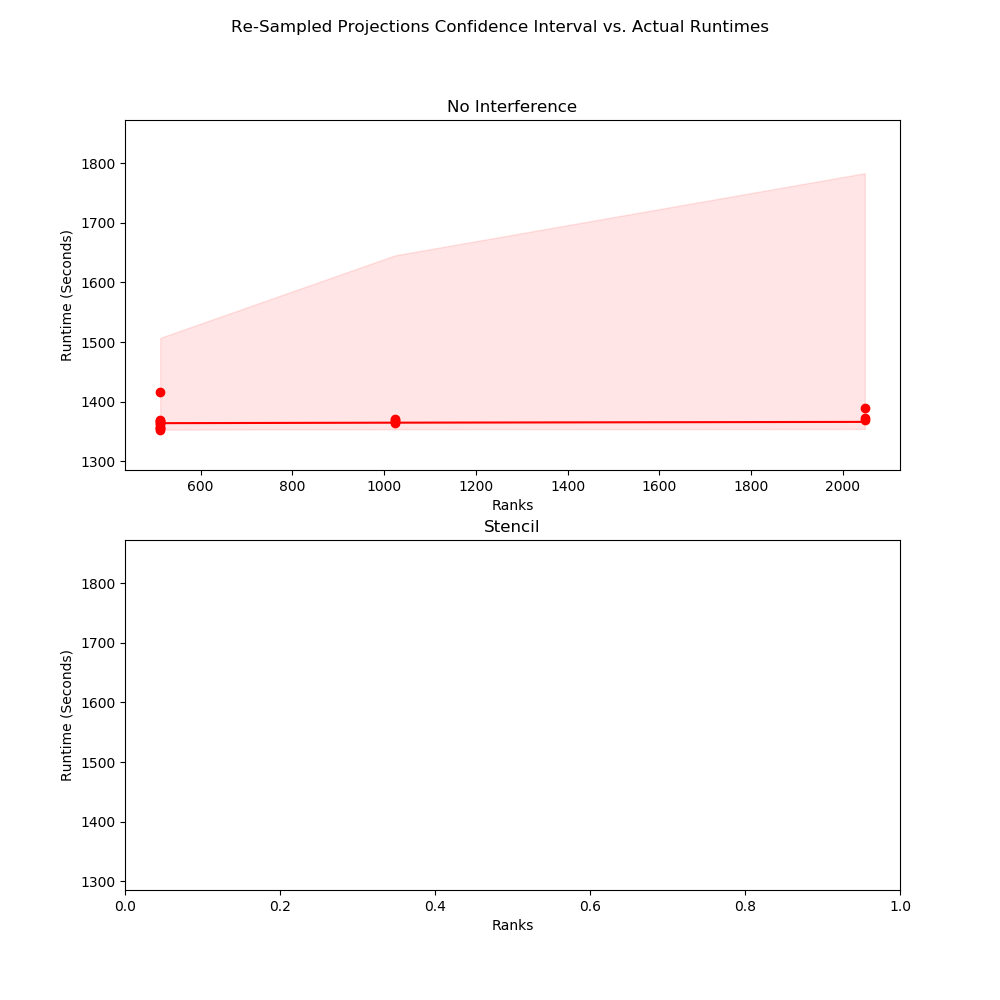 Re-Sampled Projections Confidence Interval vs. Actual Runtimes
No Interference
1800
1700
1600
1500
1400
1300
Runtime (Seconds)
600 800 1000 1200 1400 1600 1800 2000
Ranks
Stencil
1800
1700
1600
1500
1400
1300
Runtime (Seconds)
0.0 0.2 0.4 0.6 0.8 1.0
Ranks